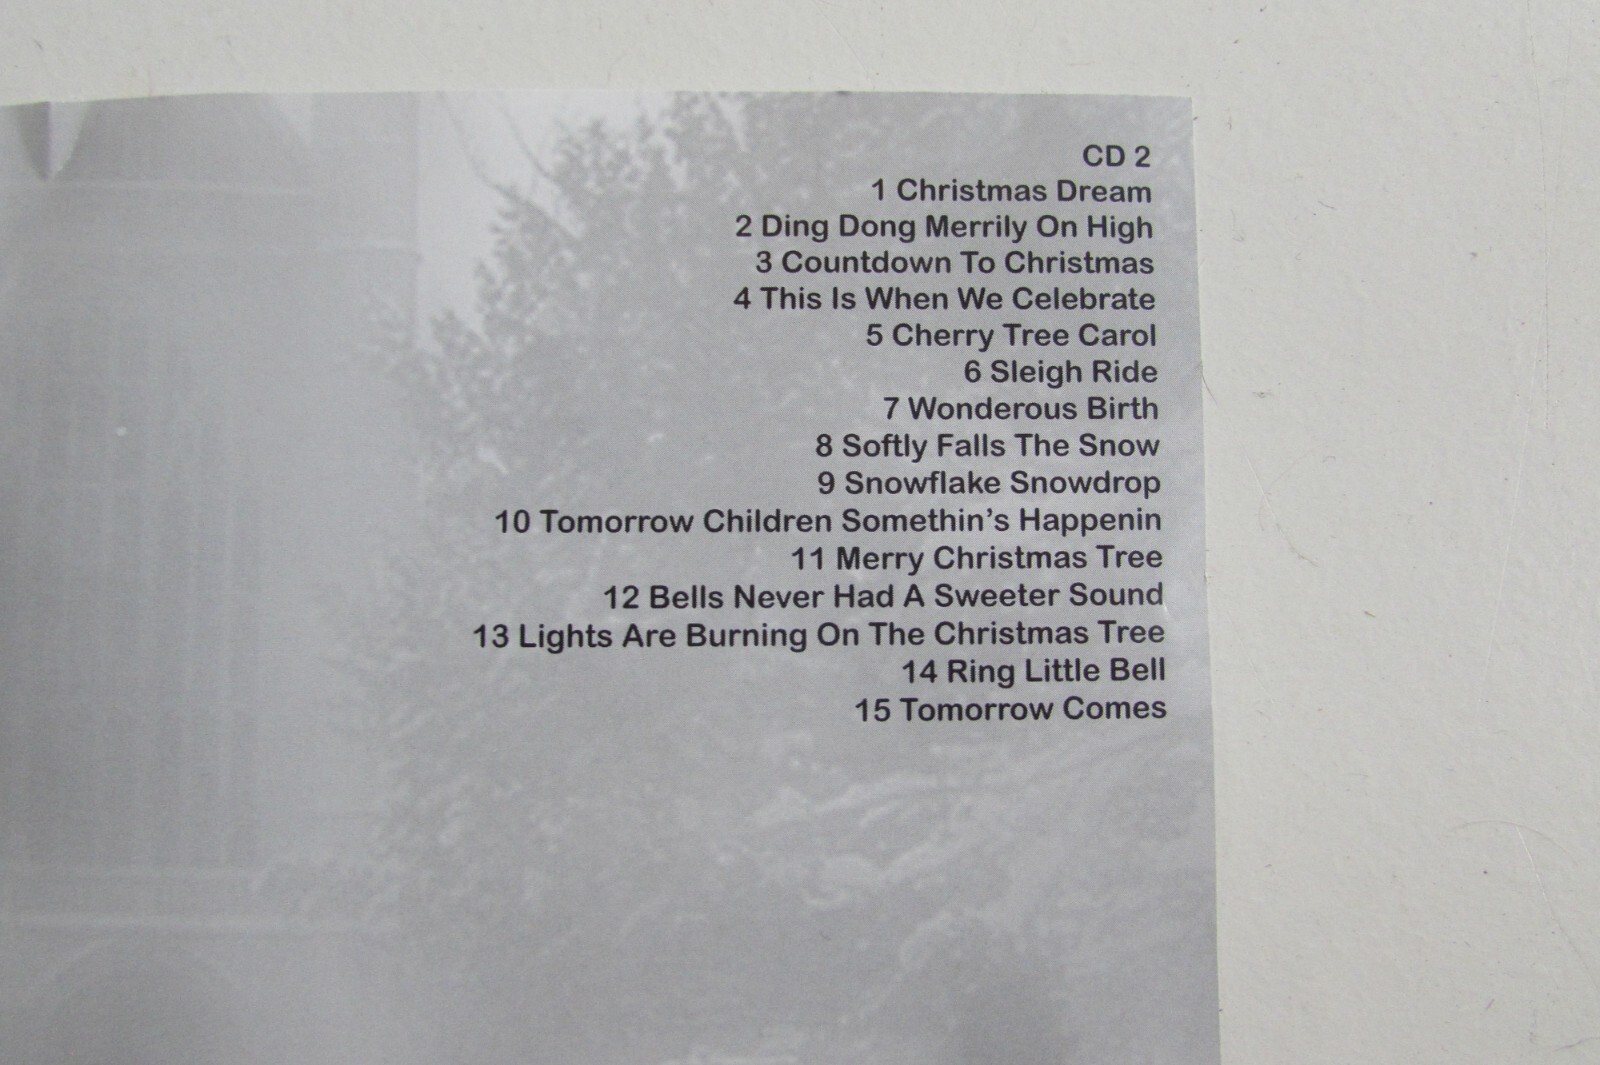 CD 2
1 Christmas Dream
2 Ding Dong Merrily On High
3 Countdown To Christmas
4 This Is When We Celebrate
5 Cherry Tree Carol
6 Sleigh Ride
7 Wonderous Birth
8 Softly Falls The Snow
9 Snowflake Snowdrop
10 Tomorrow Children Somethin’s Happenin
11 Merry Christmas Tree
12 Bells Never Had A Sweeter Sound
13 Lights Are Burning On The Christmas Tree
14 Ring Little Bell
15 Tomorrow Comes